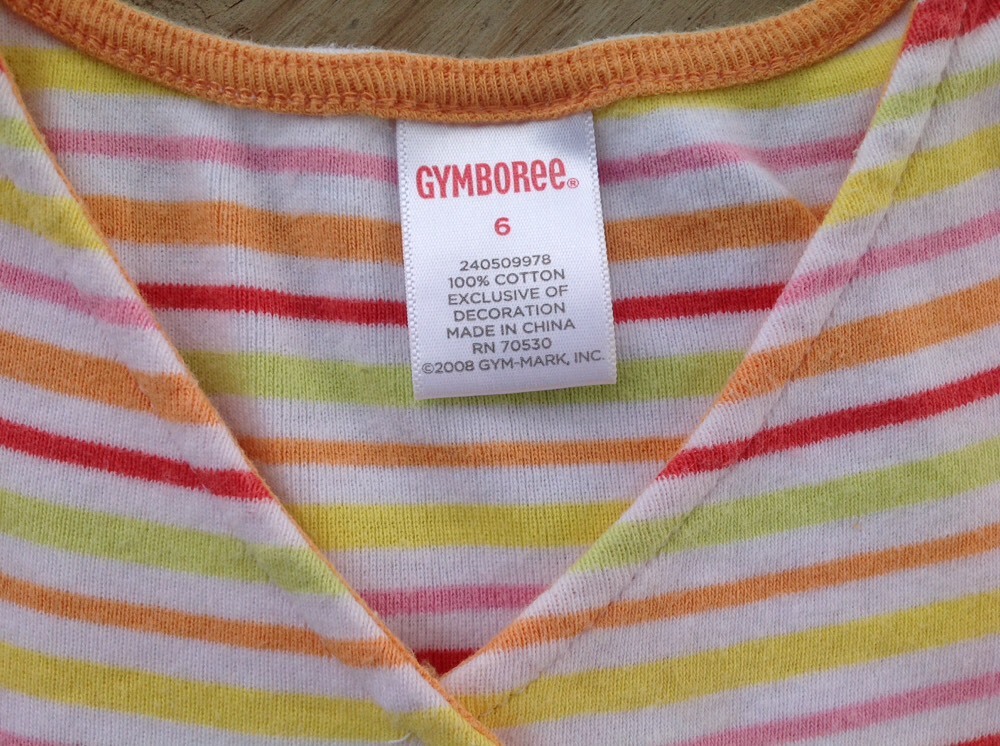 GYMBOREE®
6
240509978
100% COTTON
EXCLUSIVE OF
DECORATION
MADE IN CHINA
RN 70530
©2008 GYM-MARK, INC.